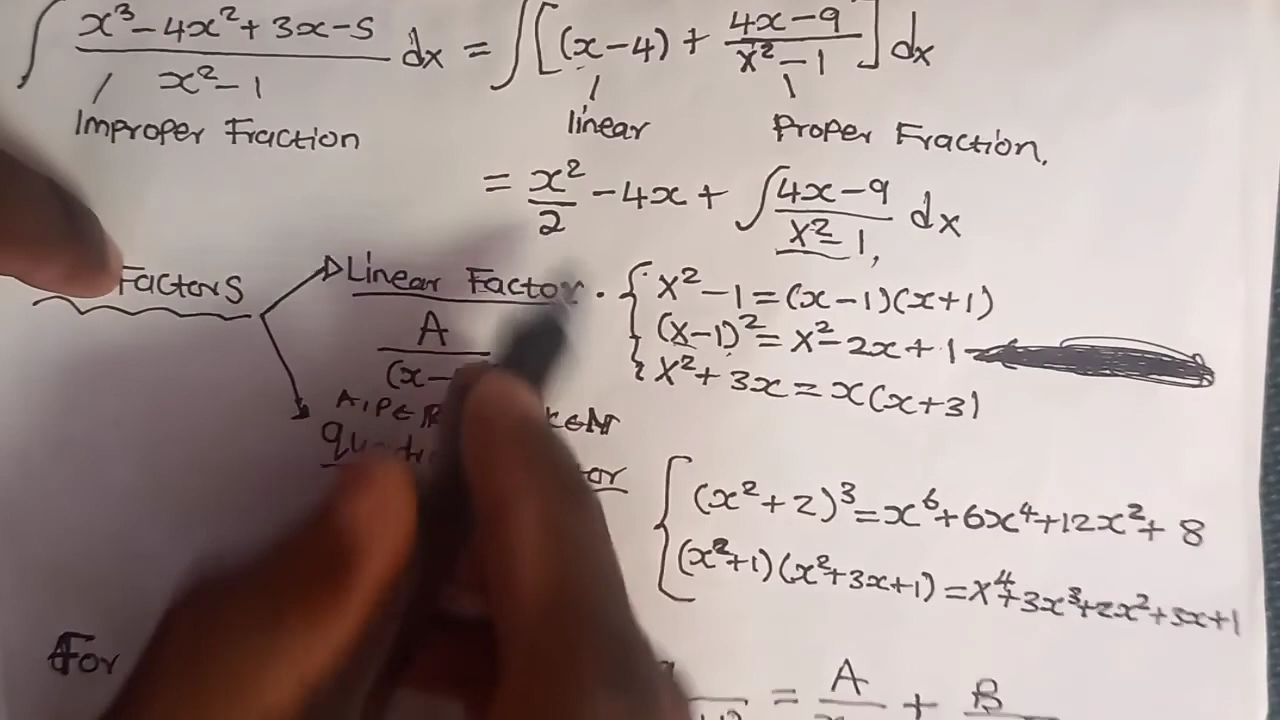 ∫ x³ - 4x² + 3x - 5 / x² - 1 dx = ∫ [(x - 4) + 4x - 9 / x² - 1] dx
Improper Fraction linear Proper Fraction.
= x²/2 - 4x + ∫ 4x - 9 / x² - 1, dx
Factors
Linear Factor. { x² - 1 = (x - 1)(x + 1)
A / (x -
(x - 1)² = x² - 2x + 1
x² + 3x = x(x + 3)
A, P ∈ R k ∈ N
{ (x² + 2)³ = x⁶ + 6x⁴ + 12x² + 8
(x² + 1)(x² + 3x + 1) = x⁴ + 3x³ + 2x² + 3x + 1
For = A + B